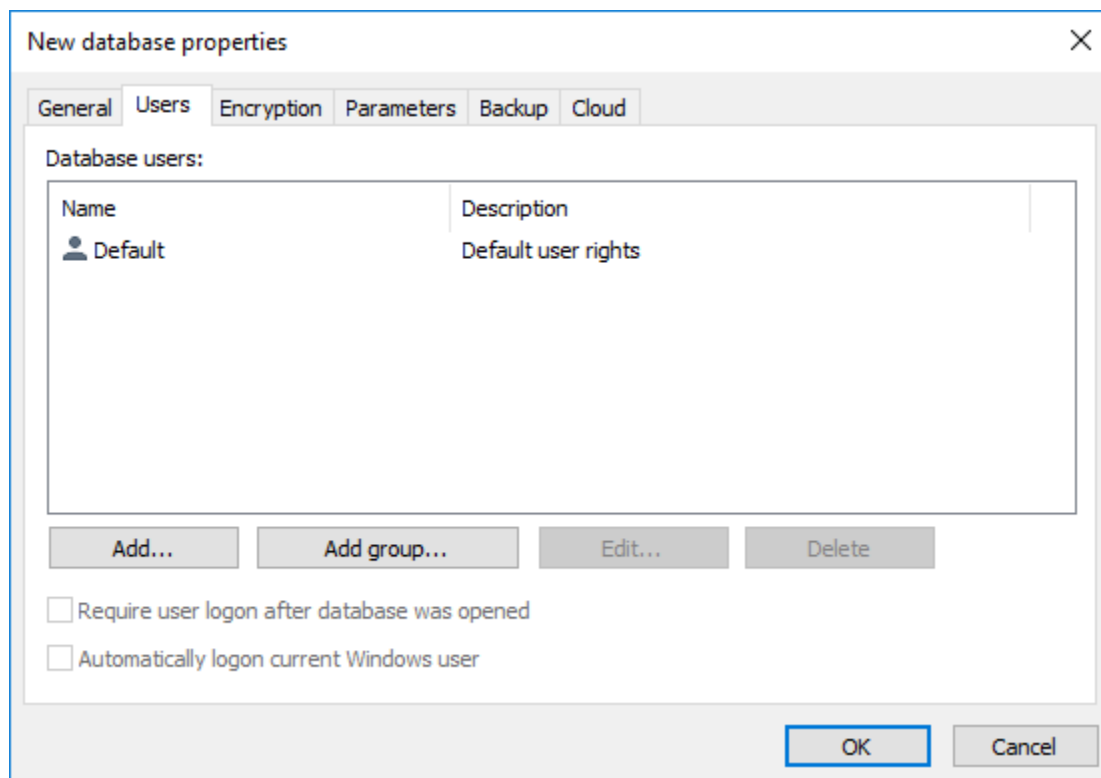 New database properties
General Users Encryption Parameters Backup Cloud
Database users:
Name Description
Default Default user rights
Add... Add group... Edit... Delete
Require user logon after database was opened
Automatically logon current Windows user
OK Cancel